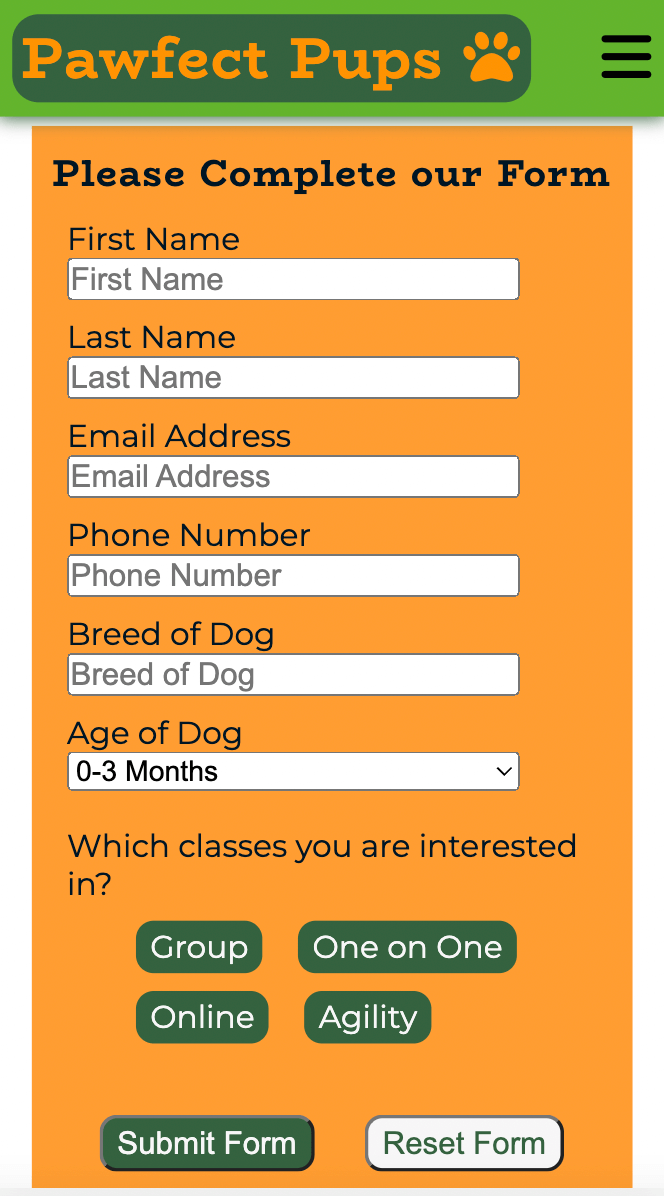 Pawfect Pups
Please Complete our Form
First Name
First Name
Last Name
Last Name
Email Address
Email Address
Phone Number
Phone Number
Breed of Dog
Breed of Dog
Age of Dog
0-3 Months
Which classes you are interested
in?
Group One on One
Online Agility
Submit Form Reset Form